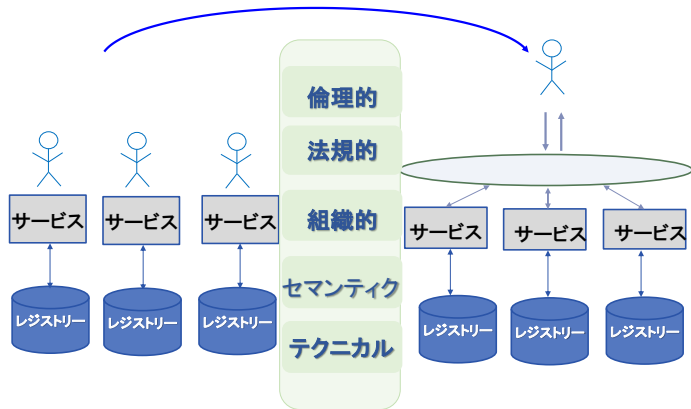 倫理的
法規的
組織的
セマンティク
テクニカル
サービス
サービス
サービス
レジストリー
レジストリー
レジストリー
サービス
サービス
サービス
レジストリー
レジストリー
レジストリー